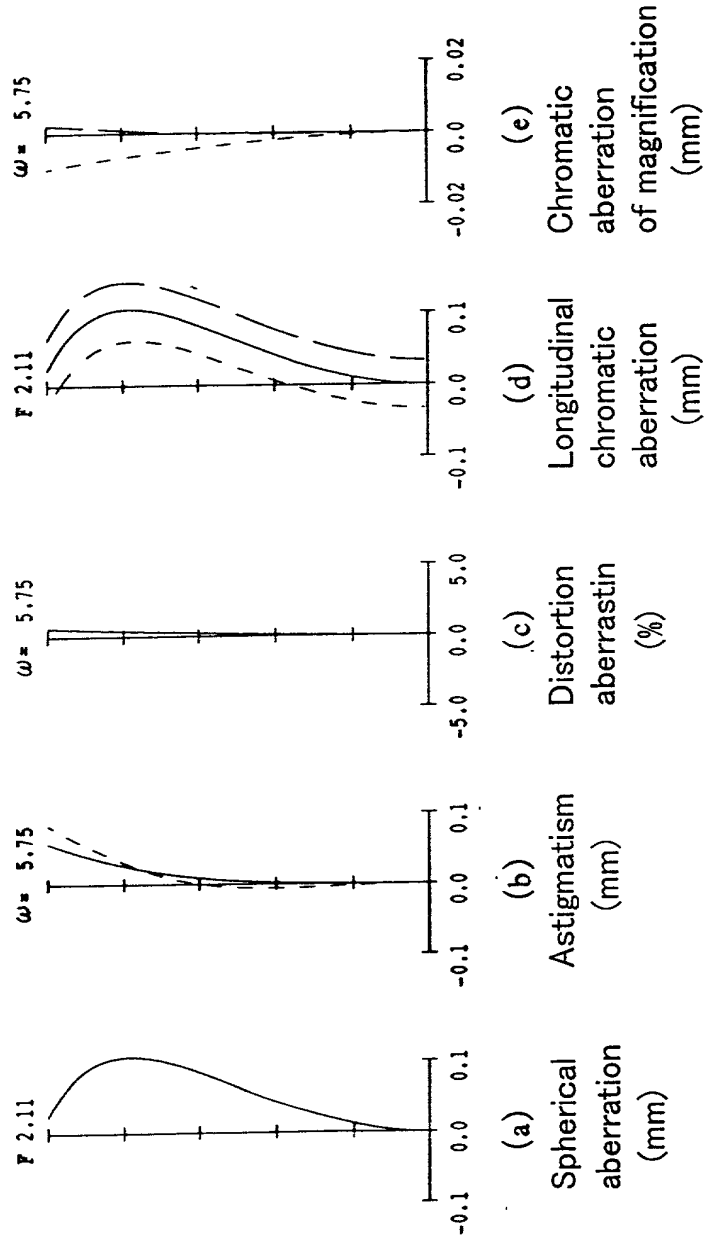 F 2.11
-0.1 0.0 0.1
(a)
Spherical
aberration
(mm)
ω= 5.75
-0.1 0.0 0.1
(b)
Astigmatism
(mm)
ω= 5.75
-5.0 0.0 5.0
(c)
Distortion
aberrastin
(%)
F 2.11
-0.1 0.0 0.1
(d)
Longitudinal
chromatic
aberration
(mm)
ω= 5.75
-0.02 0.0 0.02
(e)
Chromatic
aberration
of magnification
(mm)